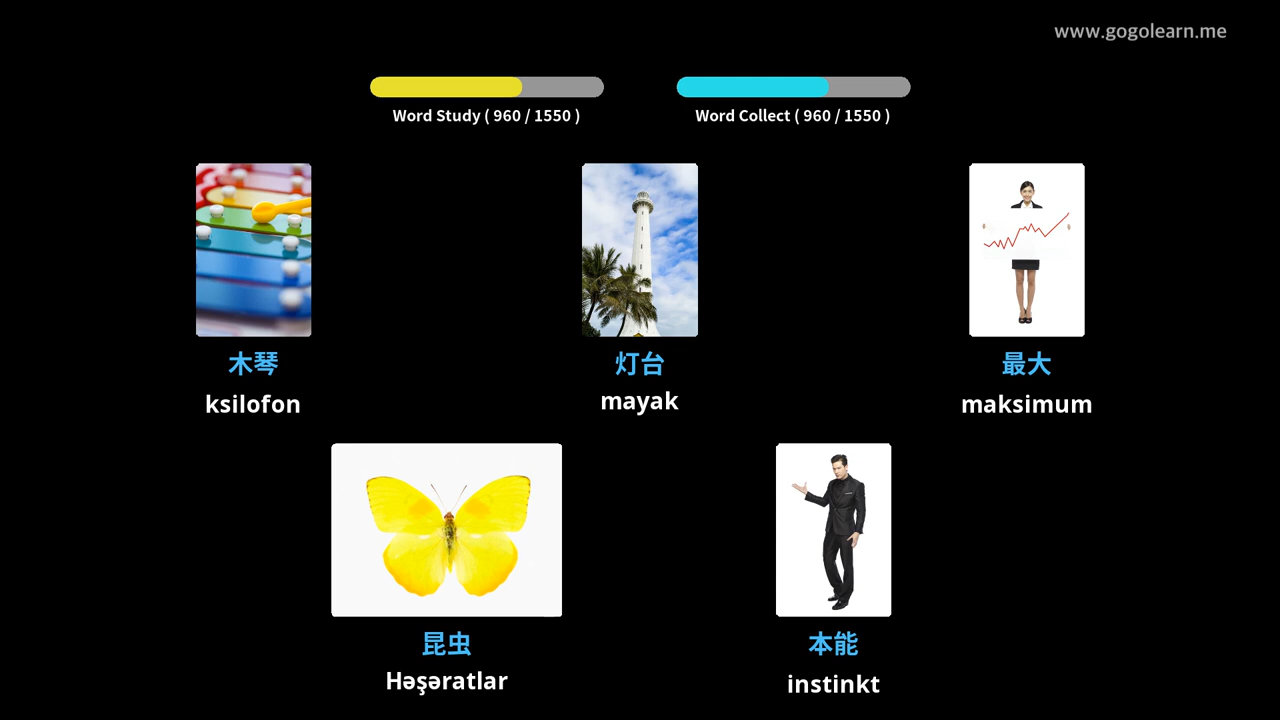 www.gogolearn.me
Word Study ( 960 / 1550 )
Word Collect ( 960 / 1550 )
木琴
灯台
最大
ksilofon
mayak
maksimum
昆虫
本能
Həşəratlar
instinkt